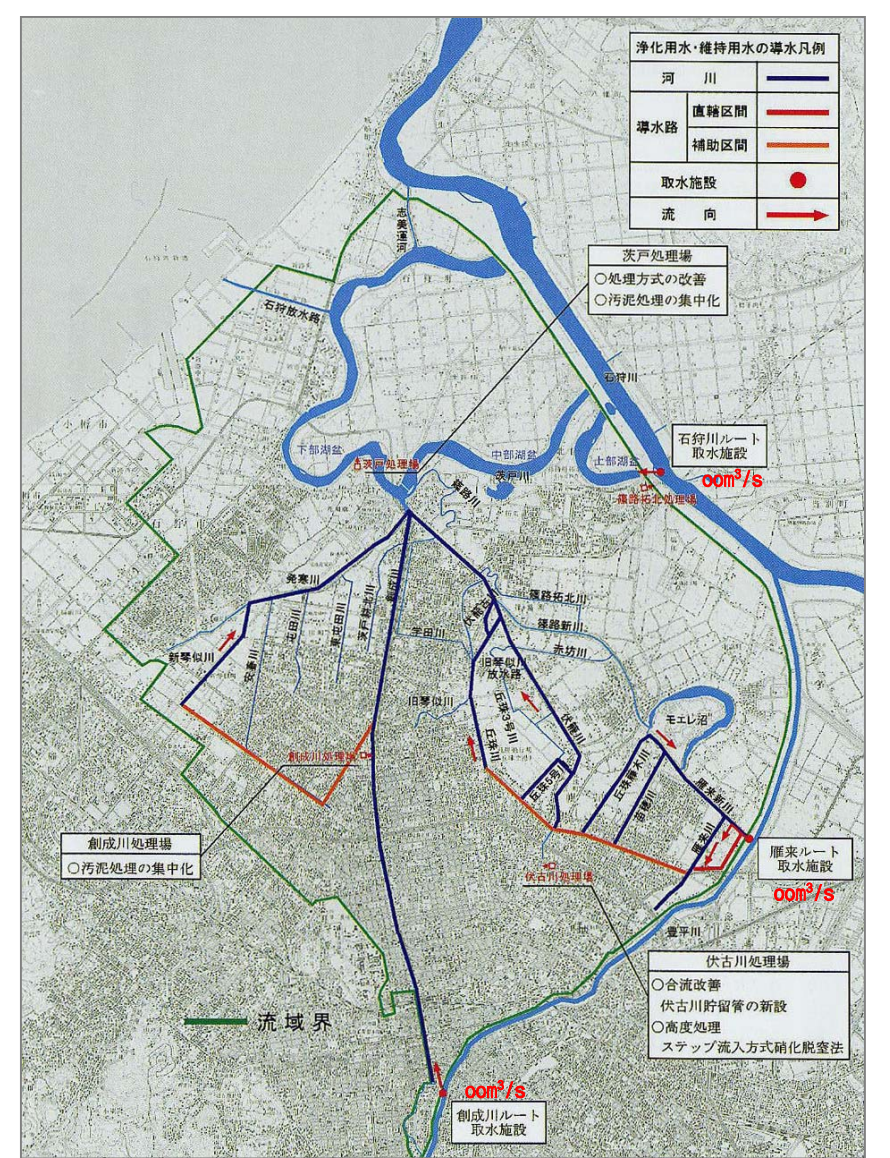 浄化用水・維持用水の導水凡例
河川
導水路
直轄区間
補助区間
取水施設
流向
志美運河
茨戸処理場
○処理方式の改善
○汚泥処理の集中化
石狩放水路
石狩川
石狩川ルート
取水施設
oom³/s
下部湖盆
中部湖盆
上部湖盆
茨戸処理場
茨戸川
篠路川
篠路拓北処理場
発寒川
創成川
篠路拓北川
篠路新川
赤坊川
新琴似川
安春川
屯田川
東屯田川
旧琴似川
放水路
旧琴似川
丘珠3号川
伏籠川
丘珠川
丘珠5号
モエレ沼
丘珠藤木川
苗穂川
雁来新川
雁来川
創成川処理場
創成川処理場
○汚泥処理の集中化
伏古川処理場
雁来ルート
取水施設
oom³/s
豊平川
伏古川処理場
○合流改善
伏古川貯留管の新設
○高度処理
ステップ流入方式硝化脱窒法
流域界
oom³/s
創成川ルート
取水施設
小樽市
石狩市